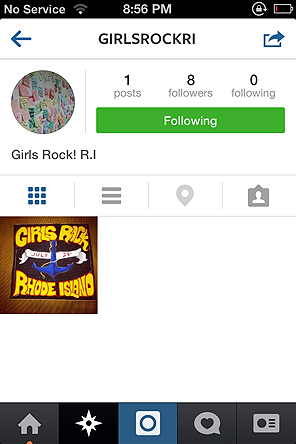 No Service 8:56 PM
GIRLSROCKRI
1 8 0
posts followers following
Following
Girls Rock! R.I
GIRLS ROCK
JULY
RHODE ISLAND